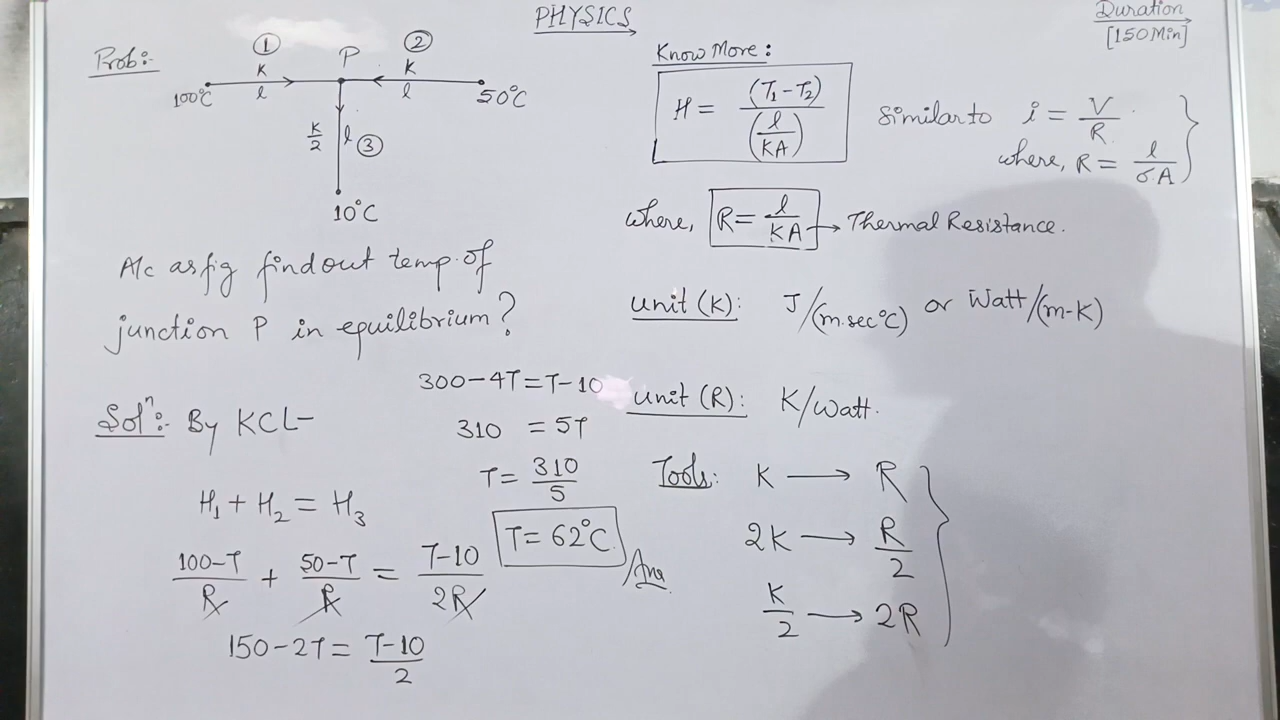 PHYSICS
Duration
[150 Min]
Prob:-
① ② P
K K
l l
100°C 50°C
K/2 l ③
10°C
A/c as fig find out temp. of
junction P in equilibrium?
Solⁿ:- By KCL-
H₁ + H₂ = H₃
(100-T)/R + (50-T)/R = (T-10)/2R
150-2T = (T-10)/2
300-4T = T-10
310 = 5T
T = 310/5
T = 62°C. Ans
Know More:
H = (T₁-T₂)/(l/KA) Similar to i = V/R.
where, R = l/σ.A
where, R = l/KA → Thermal Resistance.
unit (K): J/(m.sec°C) or Watt/(m-K)
unit (R): K/Watt.
Tools: K → R
2K → R/2
K/2 → 2R